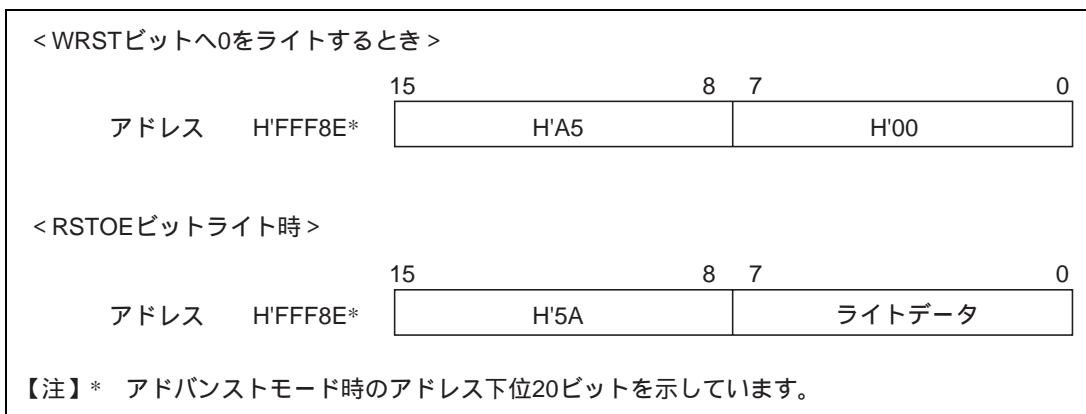 <WRSTビットへ0をライトするとき>
15 8 7 0
アドレス H'FFF8E* H'A5 H'00
<RSTOEビットライト時>
15 8 7 0
アドレス H'FFF8E* H'5A ライトデータ
【注】* アドバンストモード時のアドレス下位20ビットを示しています。